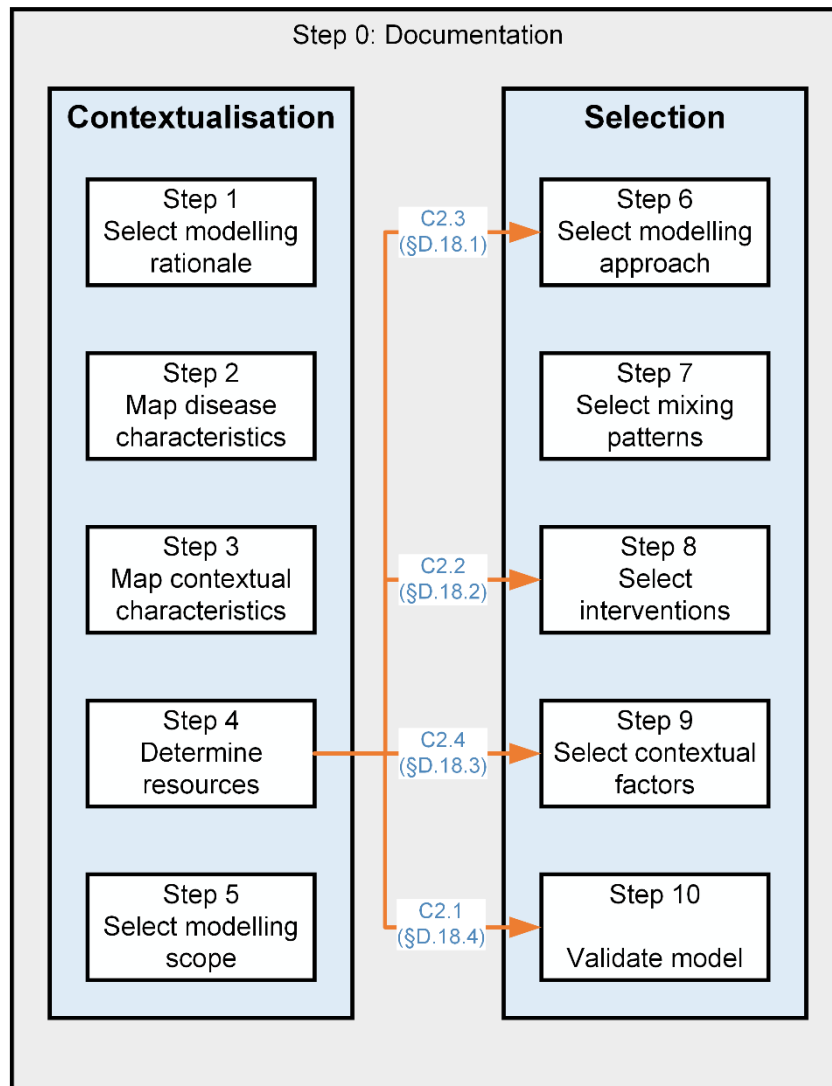 Step 0: Documentation
Contextualisation
Step 1
Select modelling
rationale
Step 2
Map disease
characteristics
Step 3
Map contextual
characteristics
Step 4
Determine
resources
Step 5
Select modelling
scope
C2.3
(§D.18.1)
C2.2
(§D.18.2)
C2.4
(§D.18.3)
C2.1
(§D.18.4)
Selection
Step 6
Select modelling
approach
Step 7
Select mixing
patterns
Step 8
Select
interventions
Step 9
Select contextual
factors
Step 10
Validate model